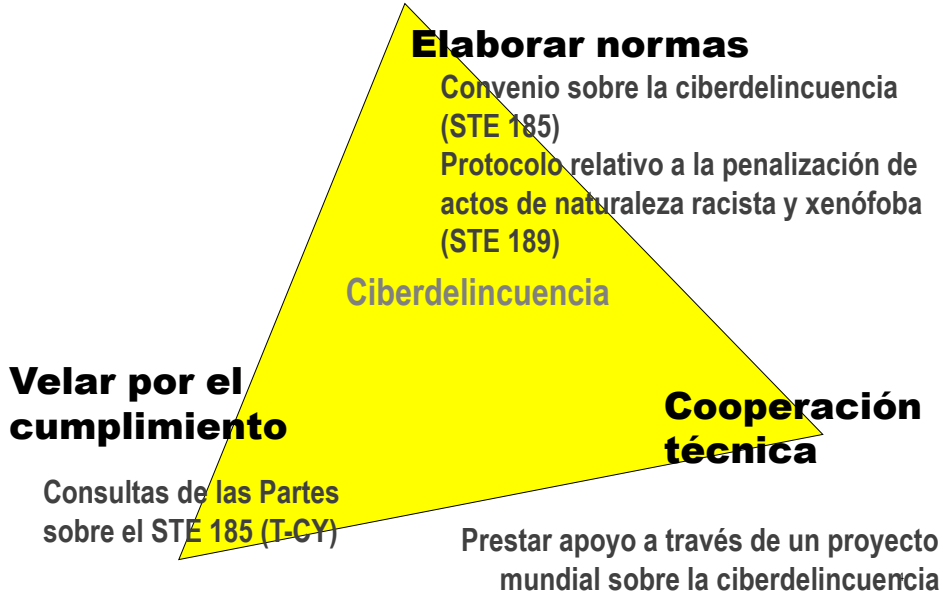 Elaborar normas
Convenio sobre la ciberdelincuencia
(STE 185)
Protocolo relativo a la penalización de
actos de naturaleza racista y xenófoba
(STE 189)
Ciberdelincuencia
Velar por el
cumplimiento
Consultas de las Partes
sobre el STE 185 (T-CY)
Cooperación
técnica
Prestar apoyo a través de un proyecto
mundial sobre la ciberdelincuencia